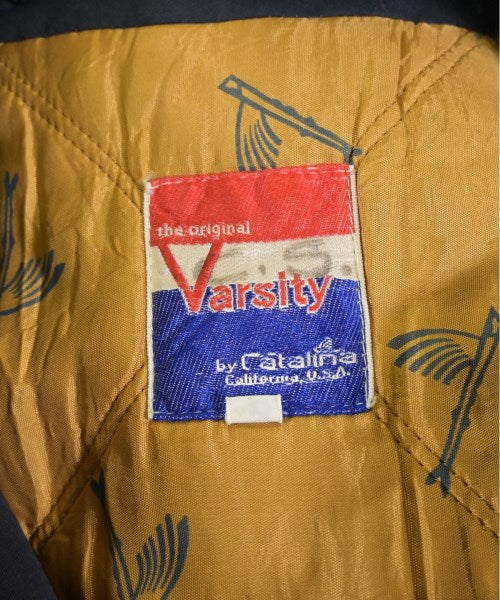 the original
C.S.
Varsity
by Catalina
California, U.S.A.